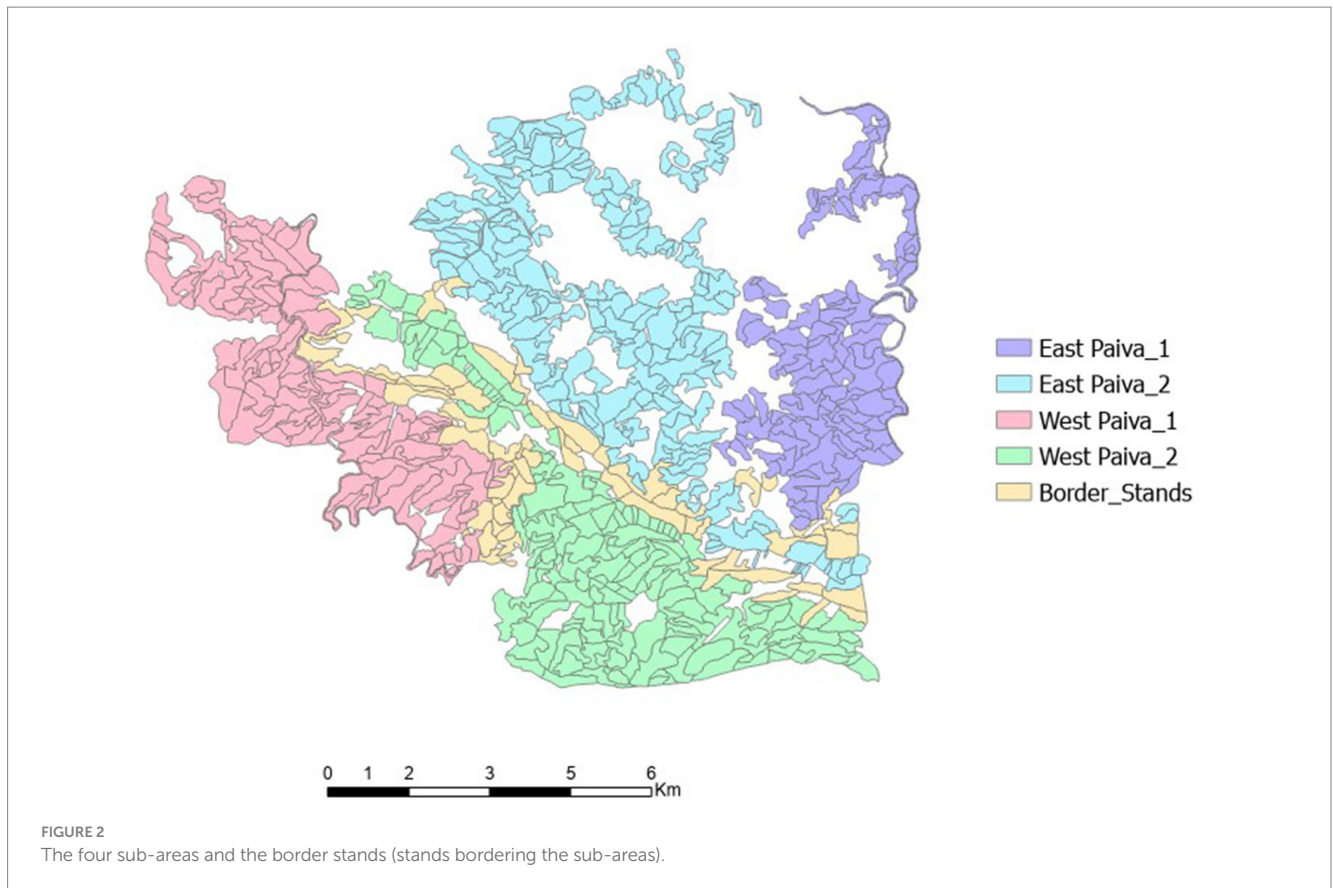 East Paiva_1
East Paiva_2
West Paiva_1
West Paiva_2
Border_Stands
0 1 2 3 5 6
Km
FIGURE 2
The four sub-areas and the border stands (stands bordering the sub-areas).